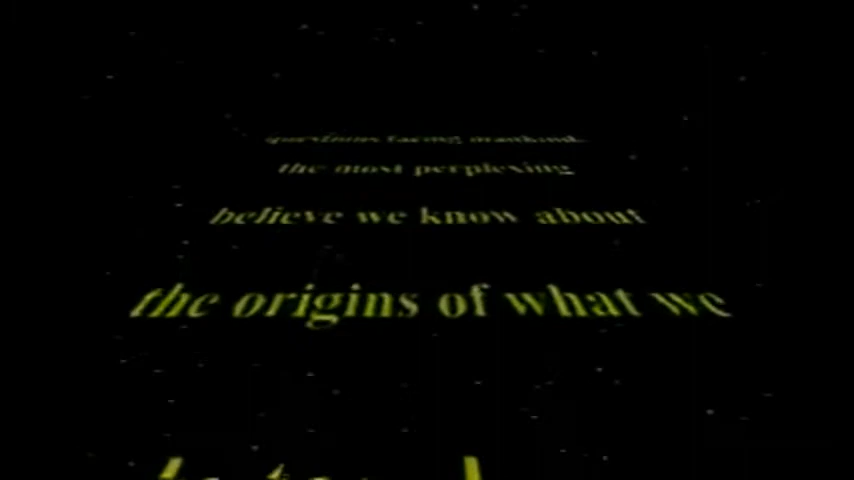 questions facing mankind.
the most perplexing
believe we know about
the origins of what we